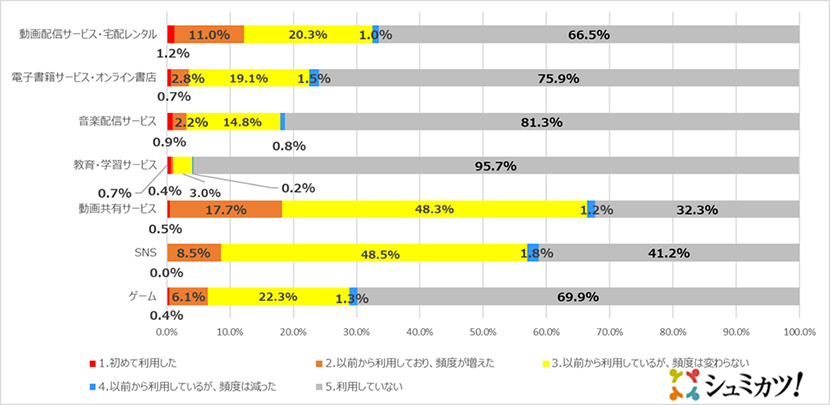 動画配信サービス・宅配レンタル 11.0% 20.3% 1.0% 66.5%
1.2%
電子書籍サービス・オンライン書店 2.8% 19.1% 1.5% 75.9%
0.7%
音楽配信サービス 2.2% 14.8% 81.3%
0.9% 0.8%
教育・学習サービス 95.7%
0.7% 0.4% 3.0% 0.2%
動画共有サービス 17.7% 48.3% 1.2% 32.3%
0.5%
SNS 8.5% 48.5% 1.8% 41.2%
0.0%
ゲーム 6.1% 22.3% 1.3% 69.9%
0.4%
0.0% 10.0% 20.0% 30.0% 40.0% 50.0% 60.0% 70.0% 80.0% 90.0% 100.0%
1.初めて利用した 2.以前から利用しており、頻度が増えた 3.以前から利用しているが、頻度は変わらない
4.以前から利用しているが、頻度は減った 5.利用していない
シュミカツ!